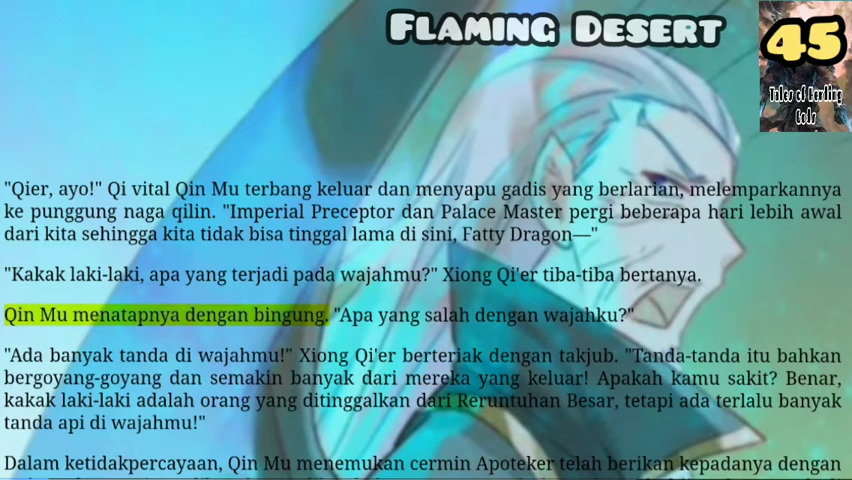 FLAMING DESERT
45
Tales of Herding
Gods
"Qier, ayo!" Qi vital Qin Mu terbang keluar dan menyapu gadis yang berlarian, melemparkannya
ke punggung naga qilin. "Imperial Preceptor dan Palace Master pergi beberapa hari lebih awal
dari kita sehingga kita tidak bisa tinggal lama di sini, Fatty Dragon—"
"Kakak laki-laki, apa yang terjadi pada wajahmu?" Xiong Qi'er tiba-tiba bertanya.
Qin Mu menatapnya dengan bingung. "Apa yang salah dengan wajahku?"
"Ada banyak tanda di wajahmu!" Xiong Qi'er berteriak dengan takjub. "Tanda-tanda itu bahkan
bergoyang-goyang dan semakin banyak dari mereka yang keluar! Apakah kamu sakit? Benar,
kakak laki-laki adalah orang yang ditinggalkan dari Reruntuhan Besar, tetapi ada terlalu banyak
tanda api di wajahmu!"
Dalam ketidakpercayaan, Qin Mu menemukan cermin Apoteker telah berikan kepadanya dengan